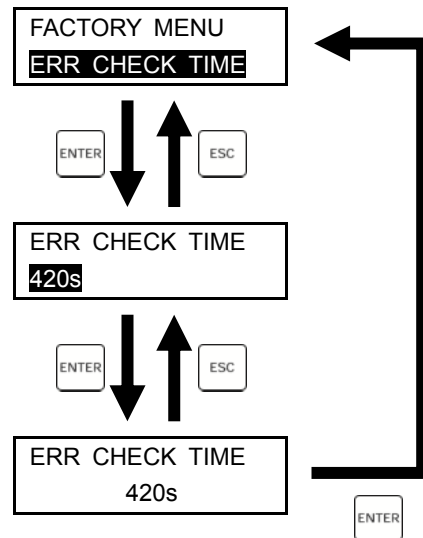 FACTORY MENU
ERR CHECK TIME
ENTER
ESC
ERR CHECK TIME
420s
ENTER
ESC
ERR CHECK TIME
420s
ENTER